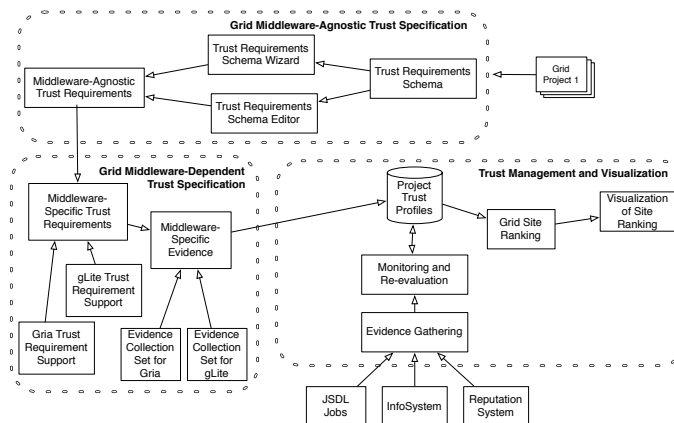 Grid Middleware-Agnostic Trust Specification
Trust Requirements
Schema Wizard
Middleware-Agnostic
Trust Requirements
Trust Requirements
Schema
Grid
Project 1
Trust Requirements
Schema Editor
Grid Middleware-Dependent
Trust Specification
Middleware-
Specific Trust
Requirements
Middleware-
Specific
Evidence
gLite Trust
Requirement
Support
Gria Trust
Requirement
Support
Evidence
Collection
Set for
Gria
Evidence
Collection
Set for
gLite
Trust Management and Visualization
Project
Trust
Profiles
Grid Site
Ranking
Visualization
of Site
Ranking
Monitoring and
Re-evaluation
Evidence Gathering
JSDL
Jobs
InfoSystem
Reputation
System